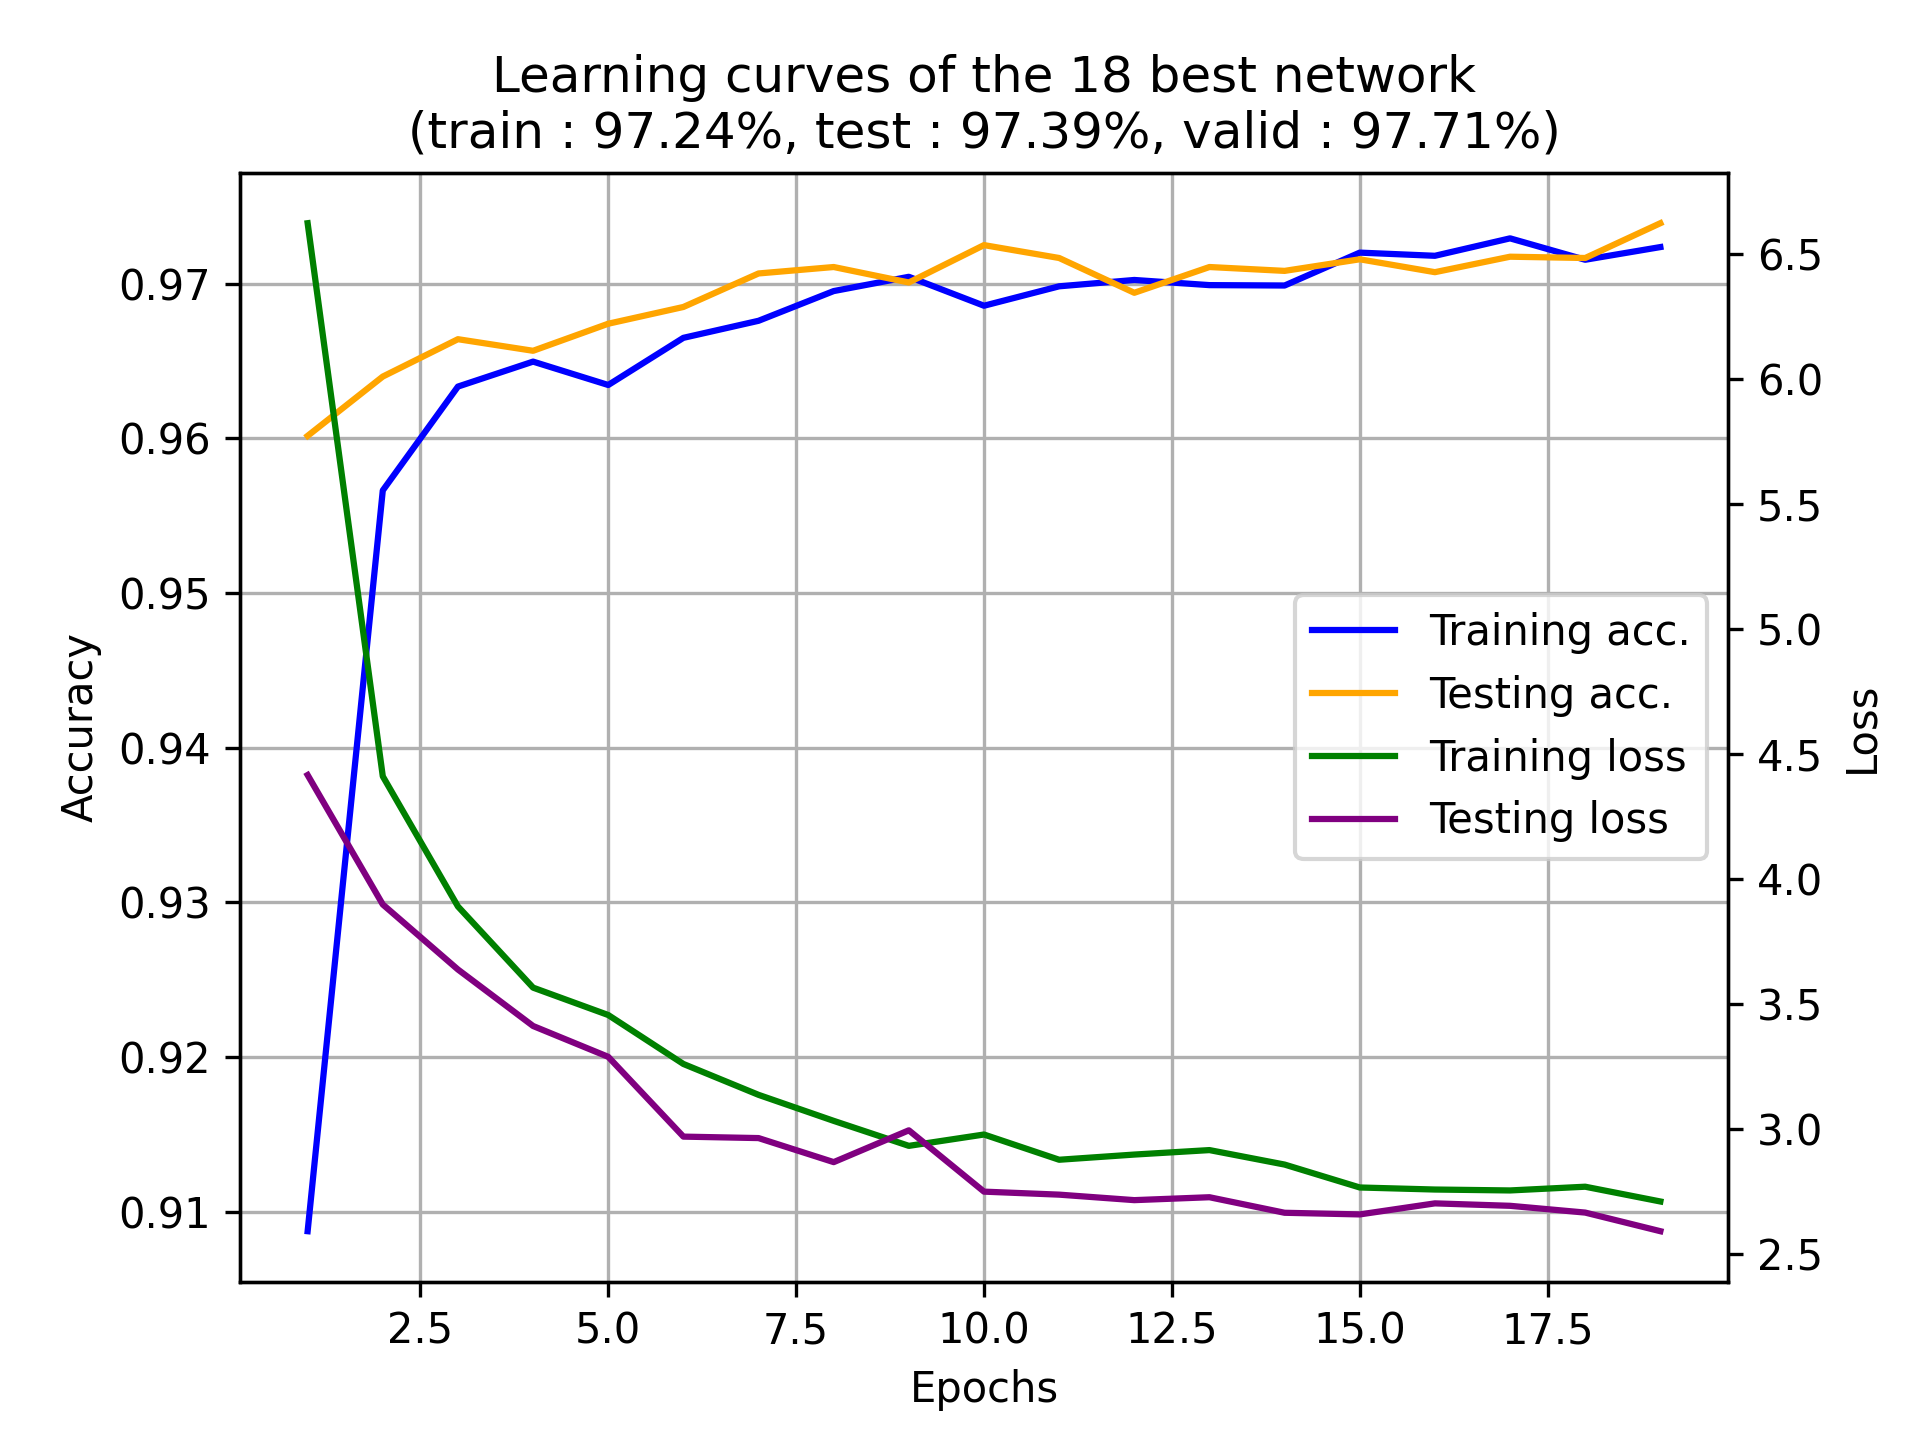 Learning curves of the 18 best network
(train : 97.24%, test : 97.39%, valid : 97.71%)
Accuracy
0.97
0.96
0.95
0.94
0.93
0.92
0.91
6.5
6.0
5.5
5.0
4.5
4.0
3.5
3.0
2.5
Loss
Training acc.
Testing acc.
Training loss
Testing loss
2.5 5.0 7.5 10.0 12.5 15.0 17.5
Epochs